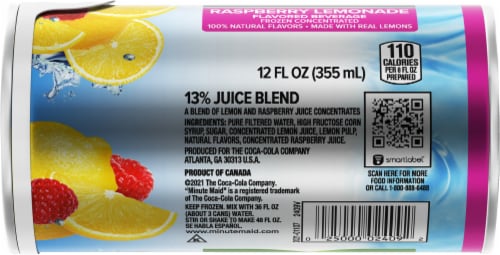 RASPBERRY LEMONADE
FLAVORED BEVERAGE
FROZEN CONCENTRATED
100% NATURAL FLAVORS • MADE WITH REAL LEMONS
110
CALORIES
PER 8 FL OZ
PREPARED
12 FL OZ (355 mL)
13% JUICE BLEND
A BLEND OF LEMON AND RASPBERRY JUICE CONCENTRATES
INGREDIENTS: PURE FILTERED WATER, HIGH FRUCTOSE CORN
SYRUP, SUGAR, CONCENTRATED LEMON JUICE, LEMON PULP,
NATURAL FLAVORS, CONCENTRATED RASPBERRY JUICE.
PRODUCED FOR THE COCA-COLA COMPANY
ATLANTA, GA 30313 U.S.A.
PRODUCT OF CANADA
©2021 The Coca-Cola Company.
"Minute Maid" is a registered trademark
of The Coca-Cola Company.
KEEP FROZEN. MIX WITH 36 FL OZ
(ABOUT 3 CANS) WATER.
STIR OR SHAKE TO MAKE 48 FL OZ.
SE HABLA ESPAÑOL.
www.minutemaid.com
smartlabel
SCAN HERE FOR MORE
FOOD INFORMATION
OR CALL 1-800-888-6488
0 25000 02409 2